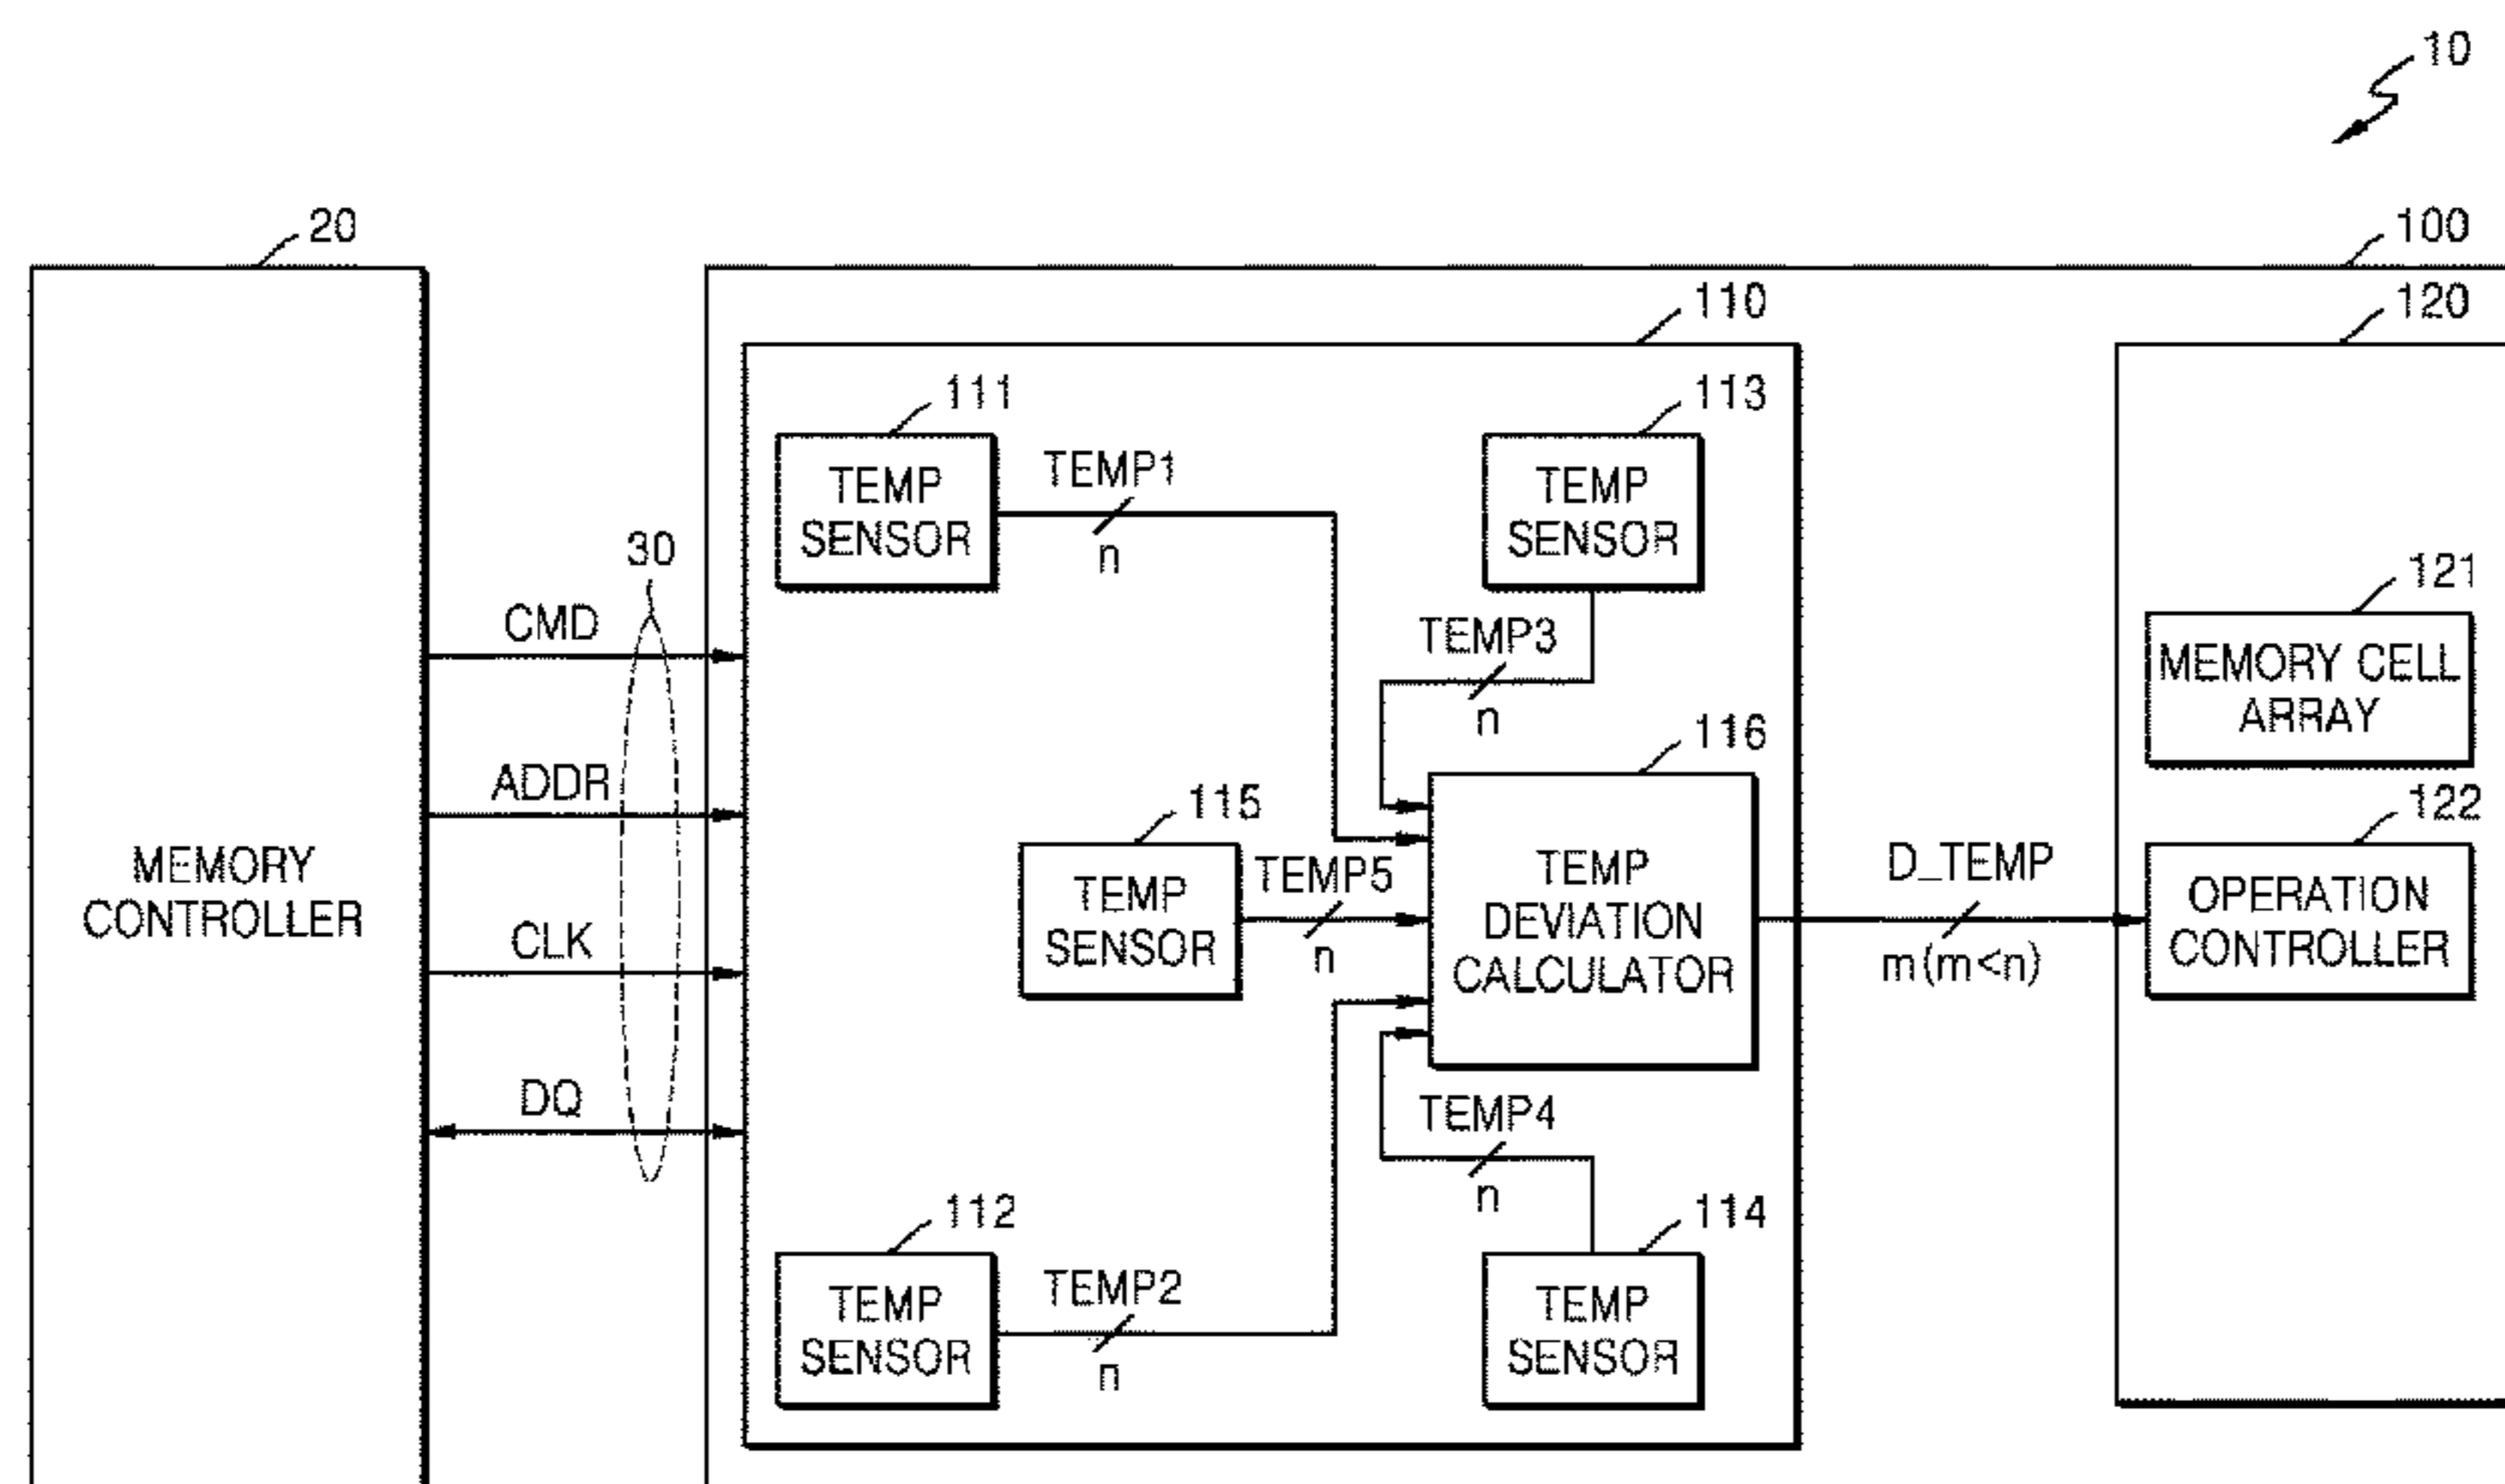 10
20
100
110
120
111
113
TEMP
SENSOR
TEMP1
n
TEMP
SENSOR
30
CMD
TEMP3
n
121
MEMORY CELL
ARRAY
116
ADDR
115
122
MEMORY
CONTROLLER
TEMP
SENSOR
TEMP5
n
TEMP
DEVIATION
CALCULATOR
D_TEMP
m(m<n)
OPERATION
CONTROLLER
CLK
DQ
TEMP4
n
112
114
TEMP
SENSOR
TEMP2
n
TEMP
SENSOR